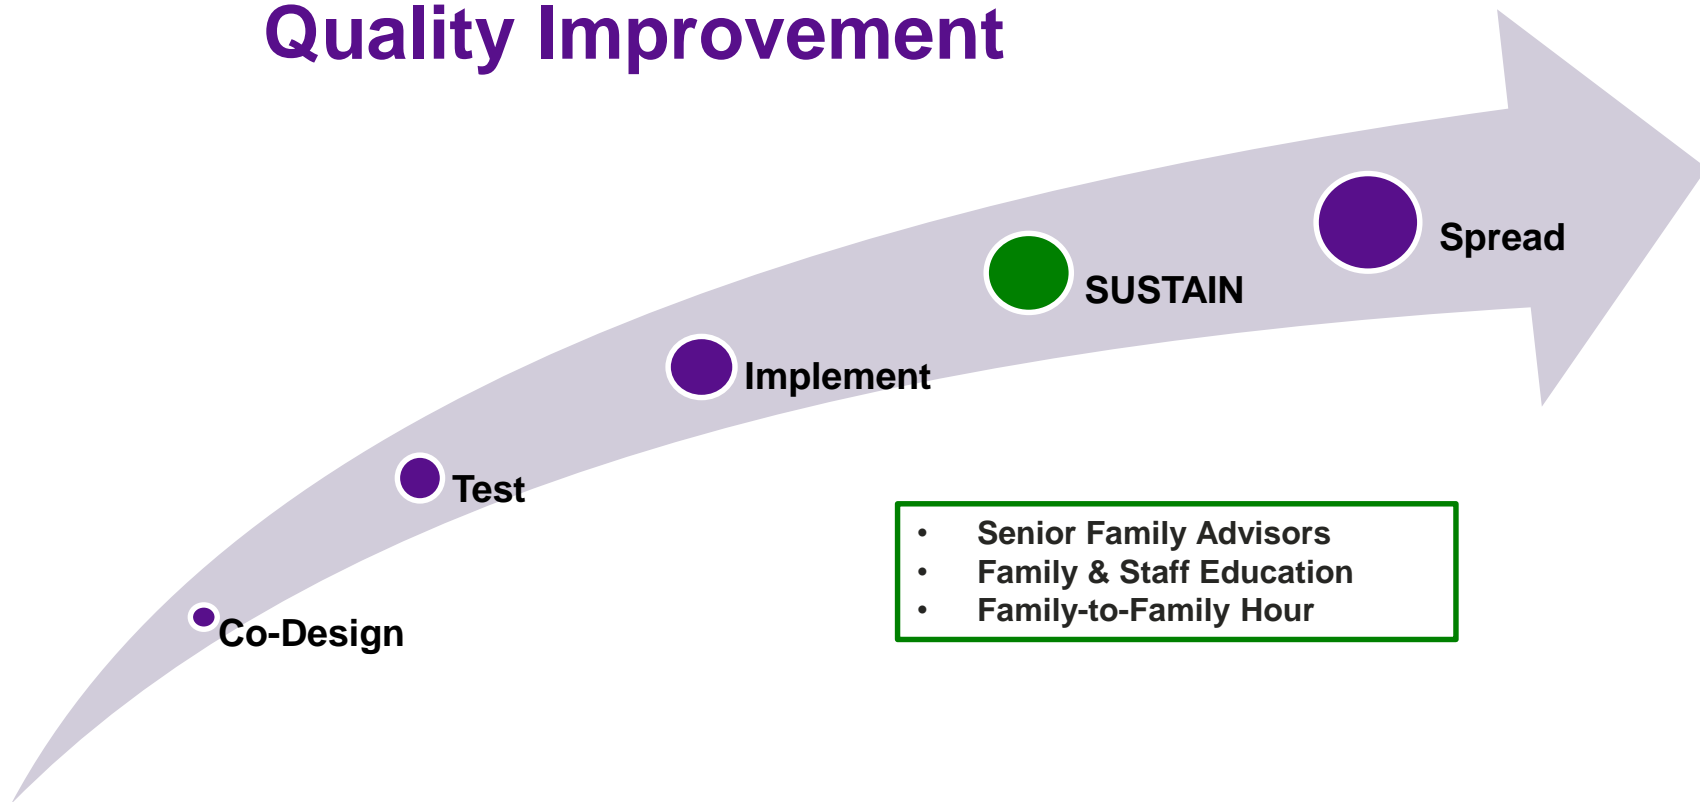 Quality Improvement
Spread
SUSTAIN
Implement
Test
Co-Design
• Senior Family Advisors
• Family & Staff Education
• Family-to-Family Hour